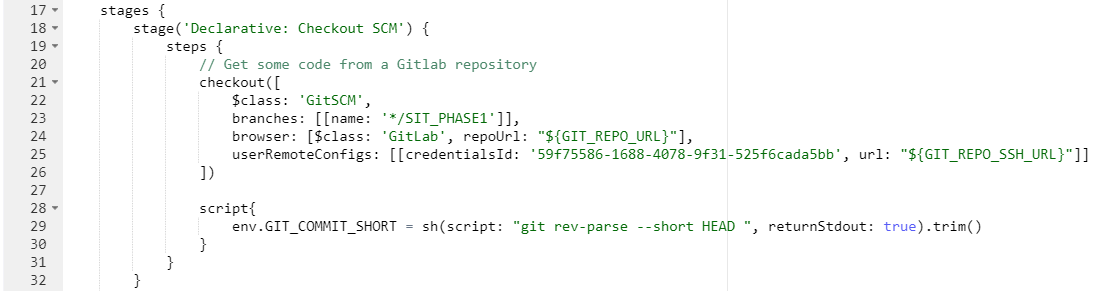 17 stages {
18 stage('Declarative: Checkout SCM') {
19 steps {
20 // Get some code from a Gitlab repository
21 checkout([
22 $class: 'GitSCM',
23 branches: [[name: '*/SIT_PHASE1']],
24 browser: [$class: 'GitLab', repoUrl: "${GIT_REPO_URL}"],
25 userRemoteConfigs: [[credentialsId: '59f75586-1688-4078-9f31-525f6cada5bb', url: "${GIT_REPO_SSH_URL}"]]
26 ])
27
28 script{
29 env.GIT_COMMIT_SHORT = sh(script: "git rev-parse --short HEAD ", returnStdout: true).trim()
30 }
31 }
32 }